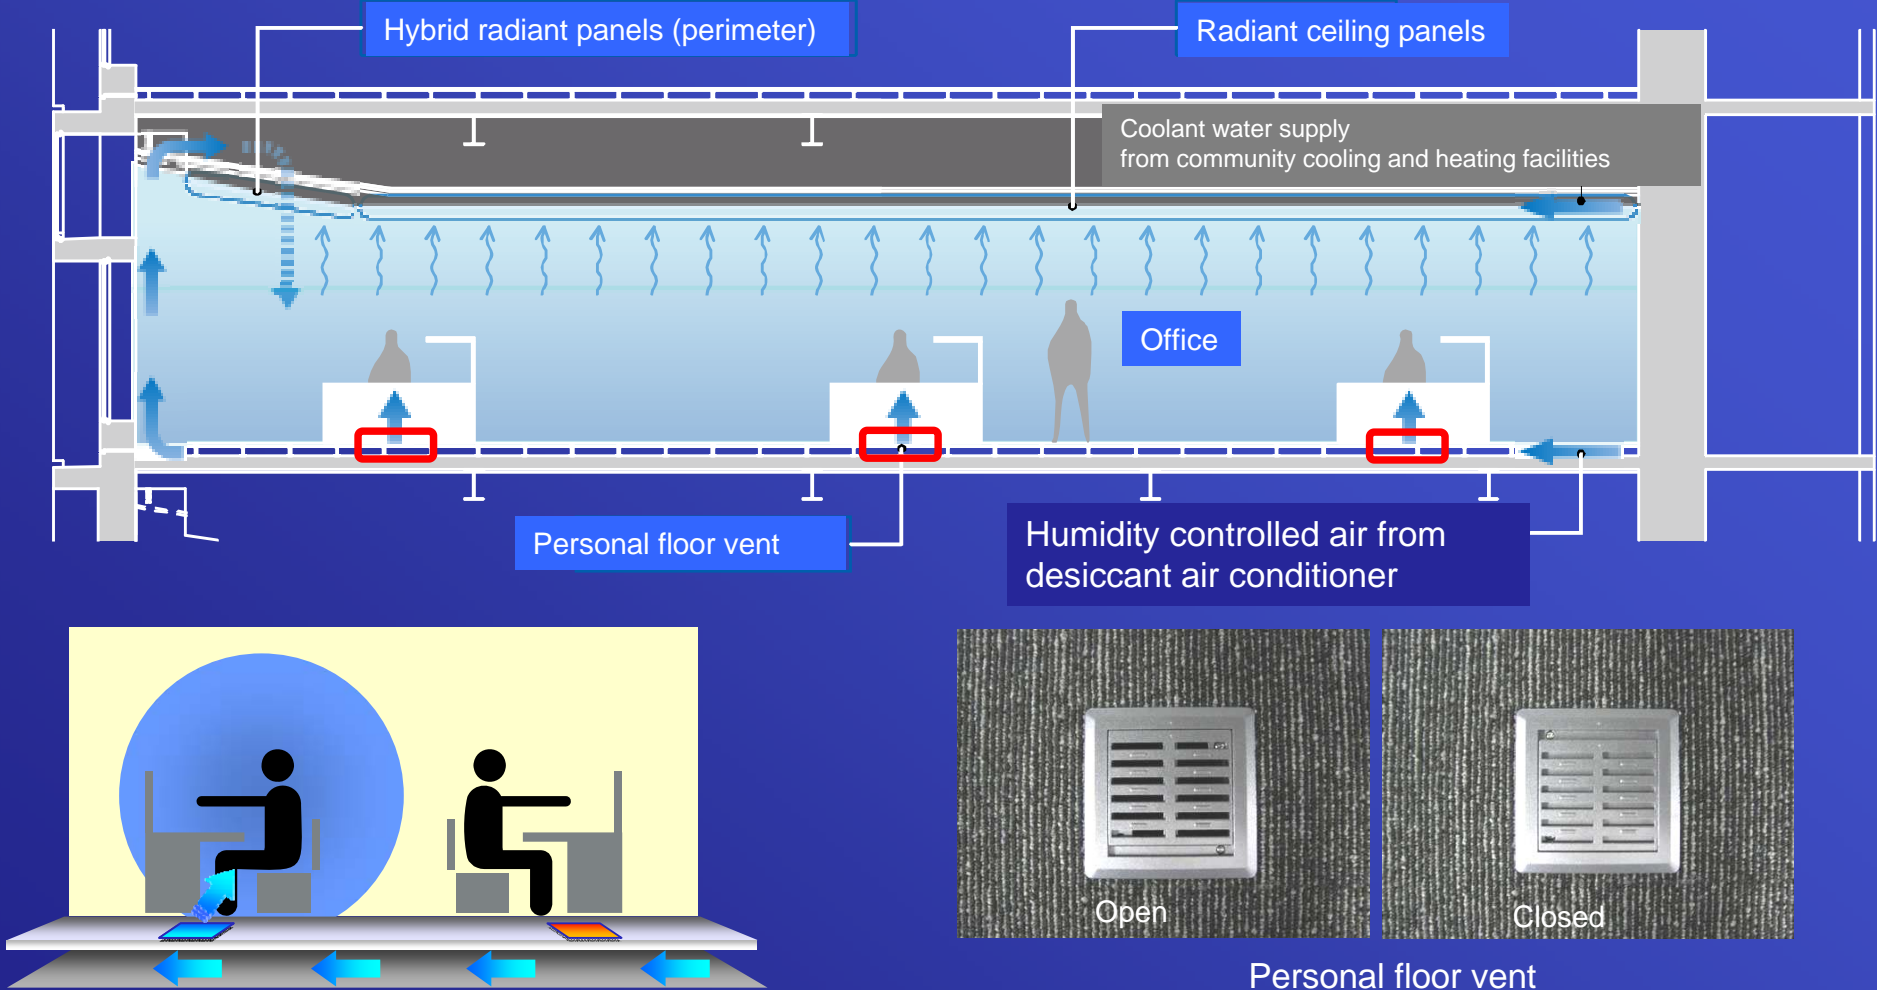 Hybrid radiant panels (perimeter)
Radiant ceiling panels
Coolant water supply
from community cooling and heating facilities
Office
Personal floor vent
Humidity controlled air from
desiccant air conditioner
Open
Closed
Personal floor vent